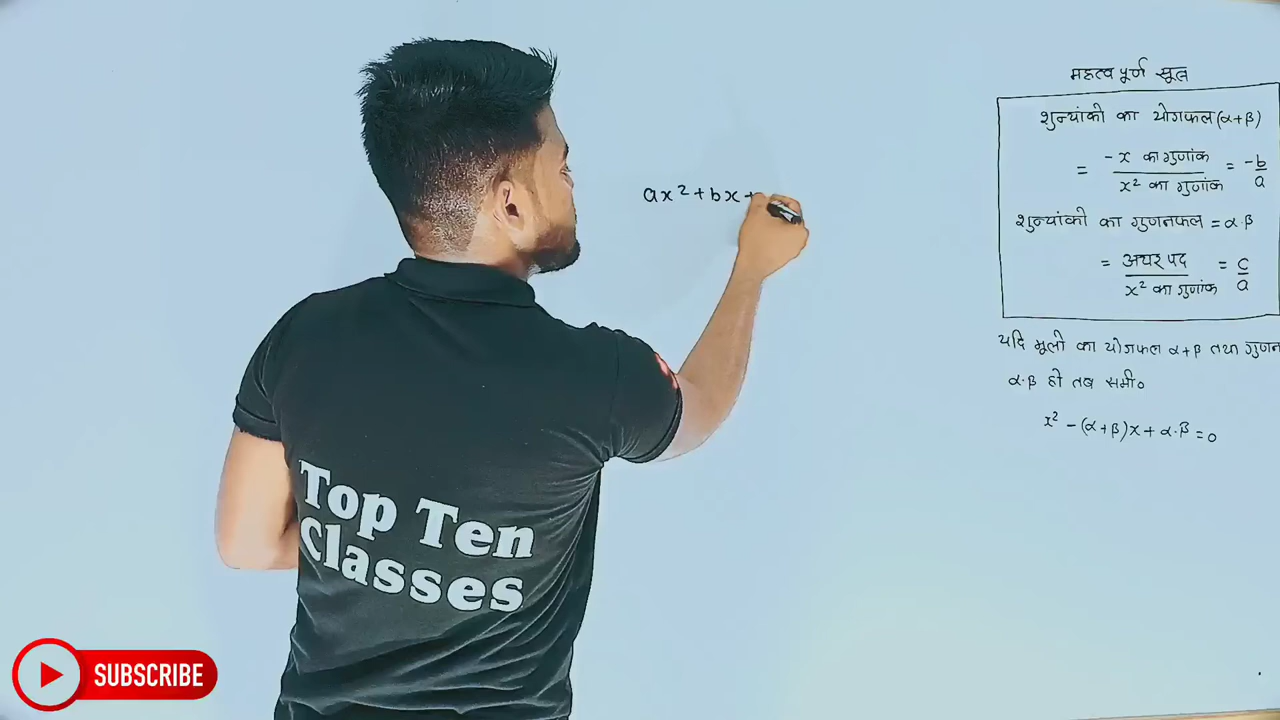 महत्वपूर्ण सूत्र
शुन्यांको का योगफल (α+β)
= -x का गुणांक / x² का गुणांक = -b/a
शुन्यांको का गुणनफल = α.β
= अचर पद / x² का गुणांक = c/a
यदि मूलो का योगफल α+β तथा गुणन
α.β हो तब समी०
x² - (α+β)x + α.β = 0
ax² + bx +
Top Ten
Classes
SUBSCRIBE